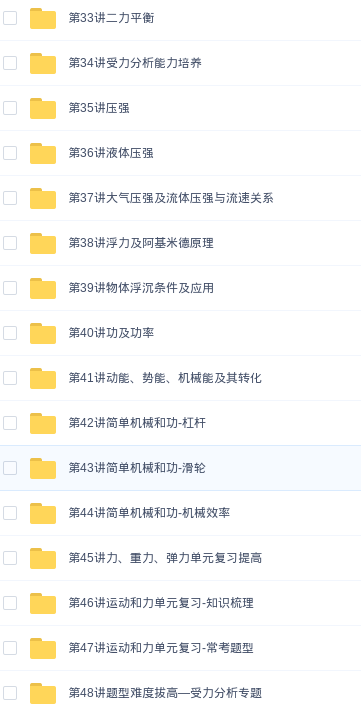 第33讲二力平衡
第34讲受力分析能力培养
第35讲压强
第36讲液体压强
第37讲大气压强及流体压强与流速关系
第38讲浮力及阿基米德原理
第39讲物体浮沉条件及应用
第40讲功及功率
第41讲动能、势能、机械能及其转化
第42讲简单机械和功-杠杆
第43讲简单机械和功-滑轮
第44讲简单机械和功-机械效率
第45讲力、重力、弹力单元复习提高
第46讲运动和力单元复习-知识梳理
第47讲运动和力单元复习-常考题型
第48讲题型难度拔高—受力分析专题